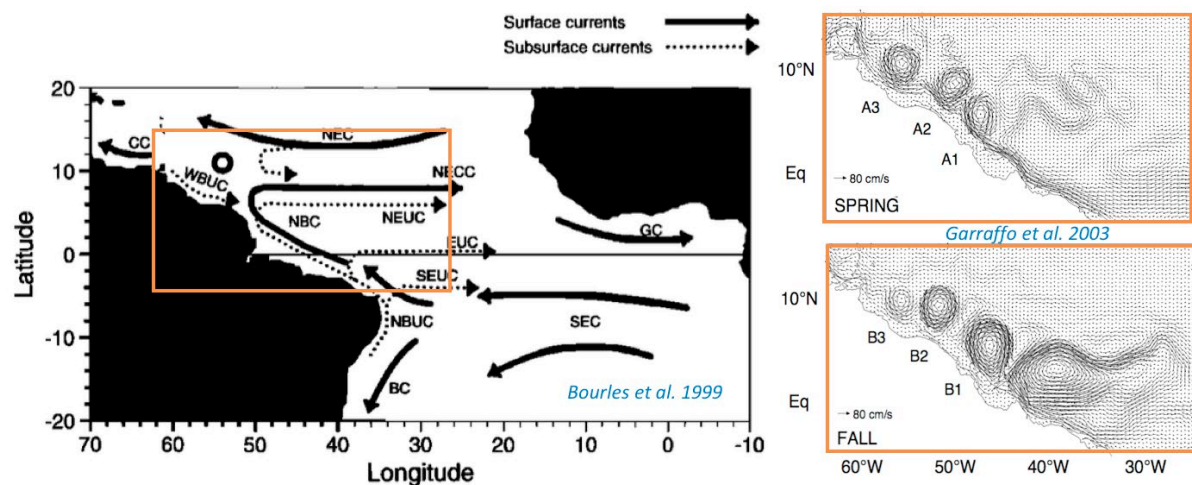 Surface currents
Subsurface currents
Latitude
20
10
0
-10
-20
CC
NEC
WBUC
NECC
NBC
NEUC
GC
EUC
SEUC
NBUC
SEC
BC
Bourles et al. 1999
70 60 50 40 30 20 10 0 -10
Longitude
10°N
A3
A2
A1
Eq
80 cm/s
SPRING
Garraffo et al. 2003
10°N
B3
B2
B1
Eq
80 cm/s
FALL
60°W 50°W 40°W 30°W